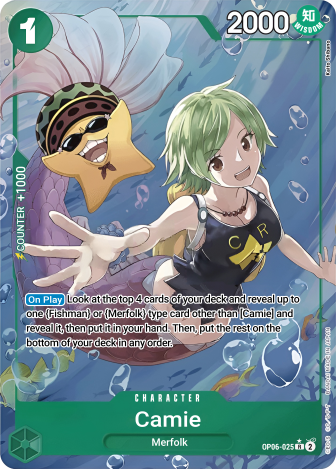 1
2000
知
WISDOM
COUNTER +1000
C R
On Play Look at the top 4 cards of your deck and reveal up to
one {Fishman} or {Merfolk} type card other than [Camie] and
reveal it, then put it in your hand. Then, put the rest on the
bottom of your deck in any order.
CHARACTER
Camie
Merfolk
OP06-025 R 2